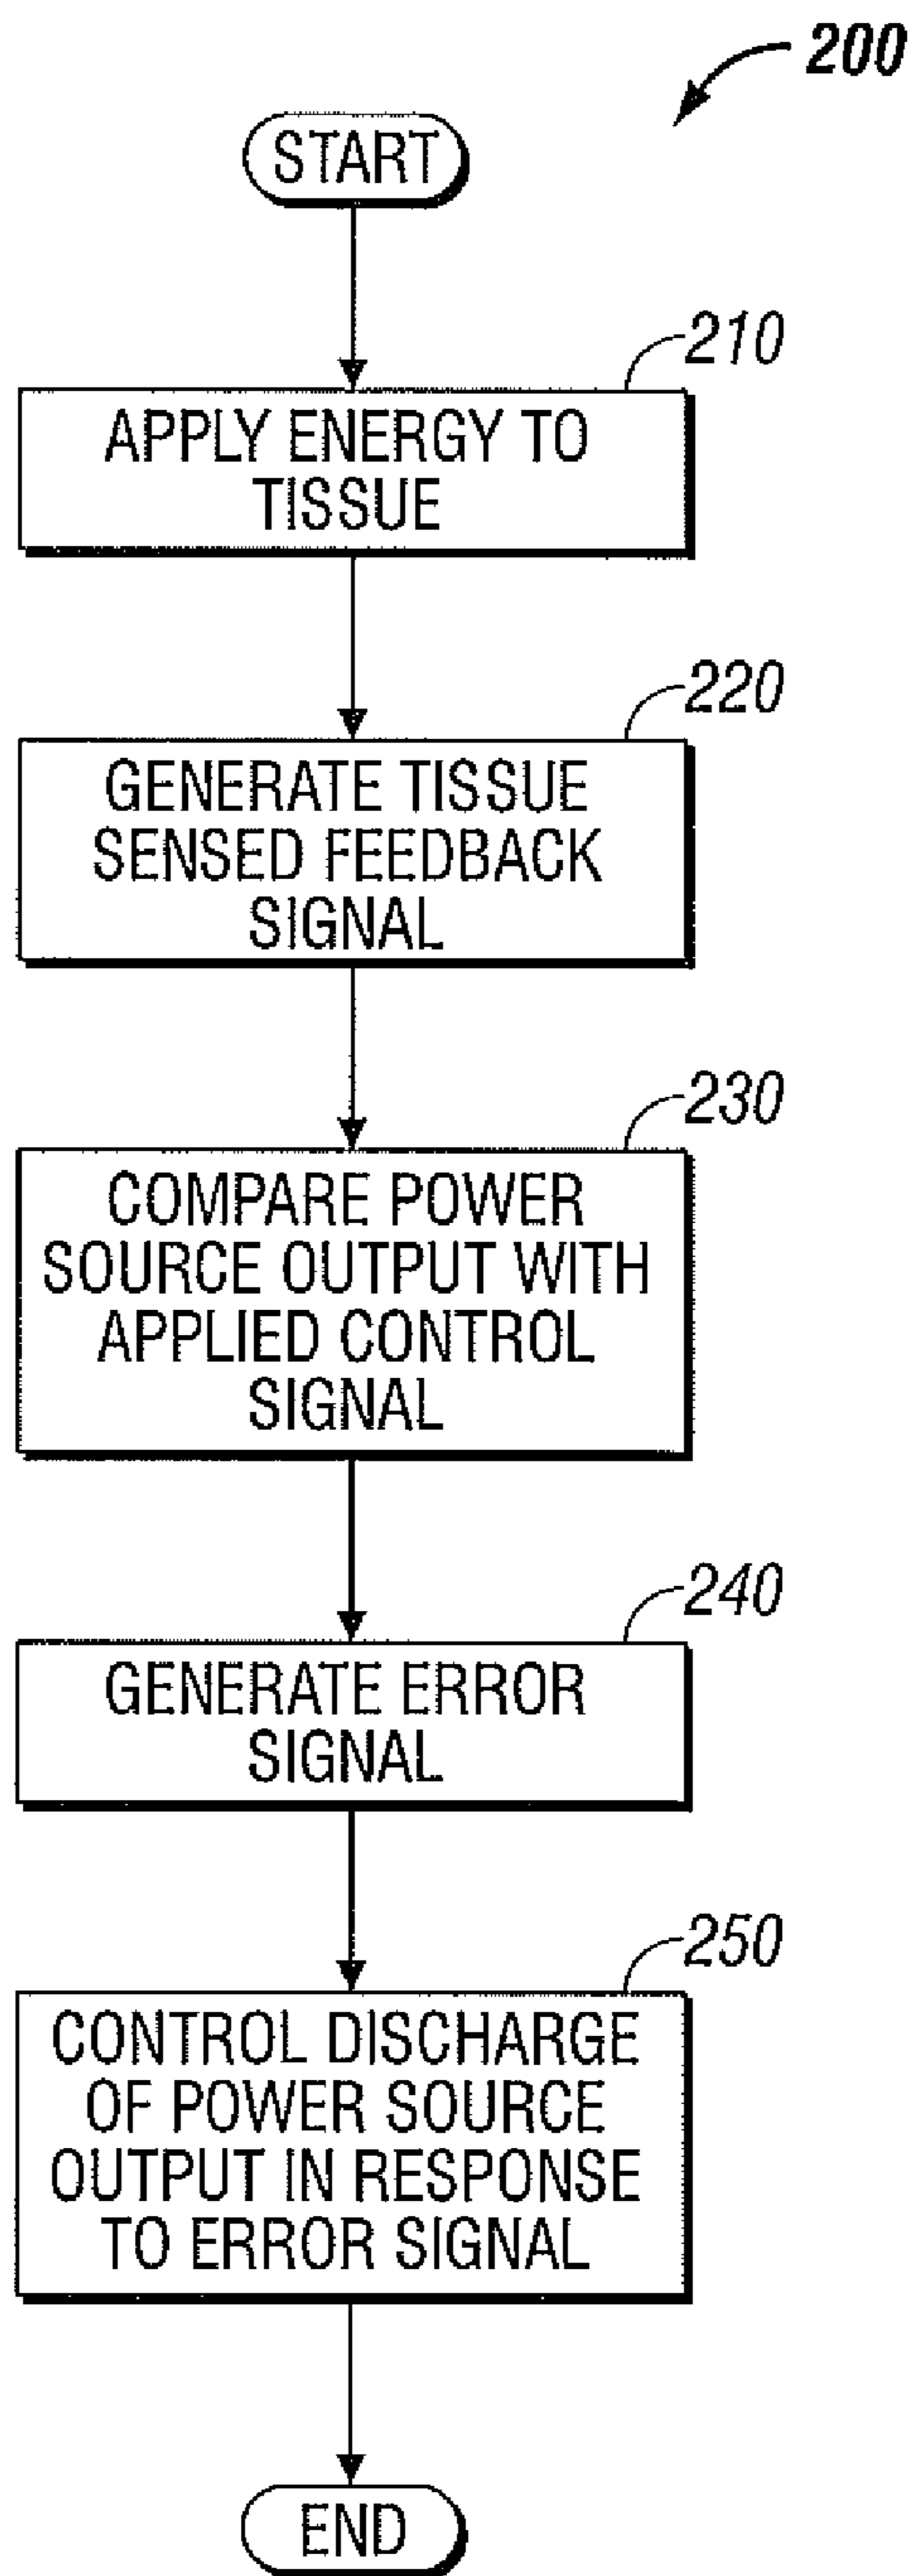 200
START
210
APPLY ENERGY TO
TISSUE
220
GENERATE TISSUE
SENSED FEEDBACK
SIGNAL
230
COMPARE POWER
SOURCE OUTPUT WITH
APPLIED CONTROL
SIGNAL
240
GENERATE ERROR
SIGNAL
250
CONTROL DISCHARGE
OF POWER SOURCE
OUTPUT IN RESPONSE
TO ERROR SIGNAL
END